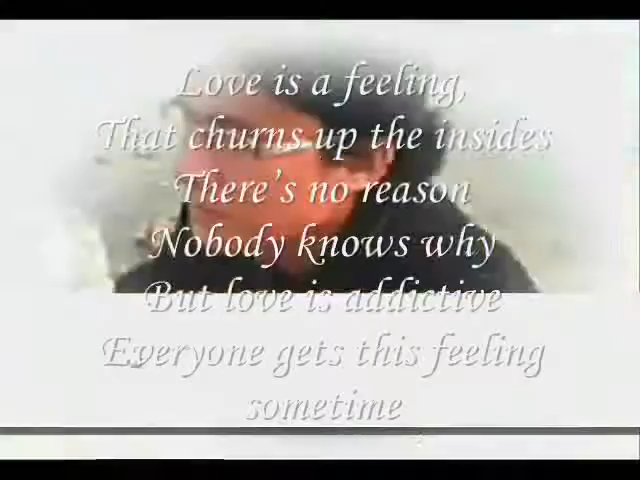 Love is a feeling,
That churns up the insides
There's no reason
Nobody knows why
But love is addictive
Everyone gets this feeling
sometime